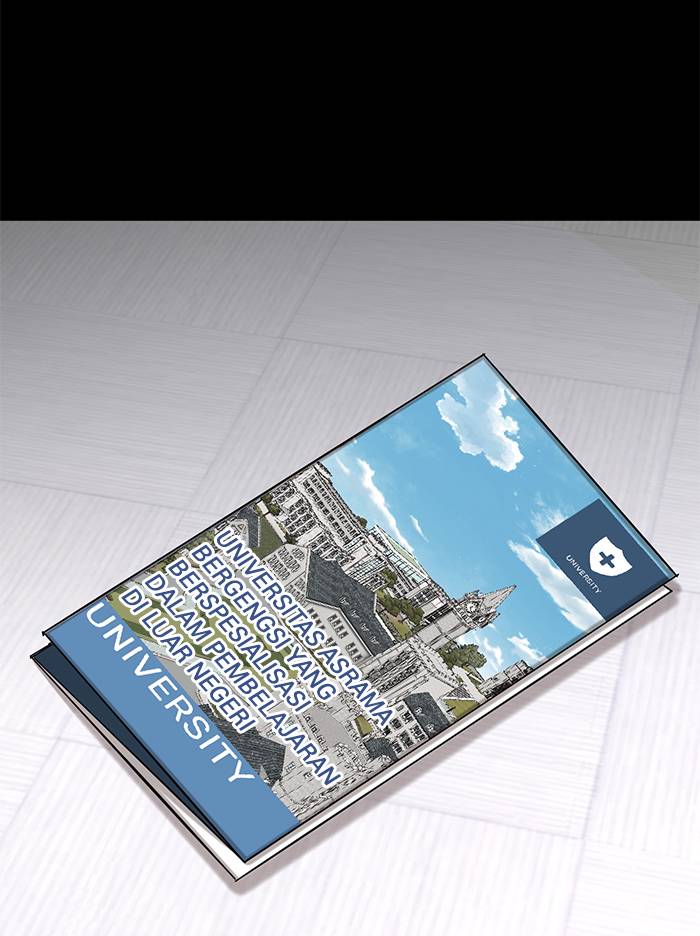 UNIVERSITY
UNIVERSITAS ASRAMA
BERGENGSI YANG
BERSPESIALISASI
DALAM PEMBELAJARAN
DI LUAR NEGERI
UNIVERSITY